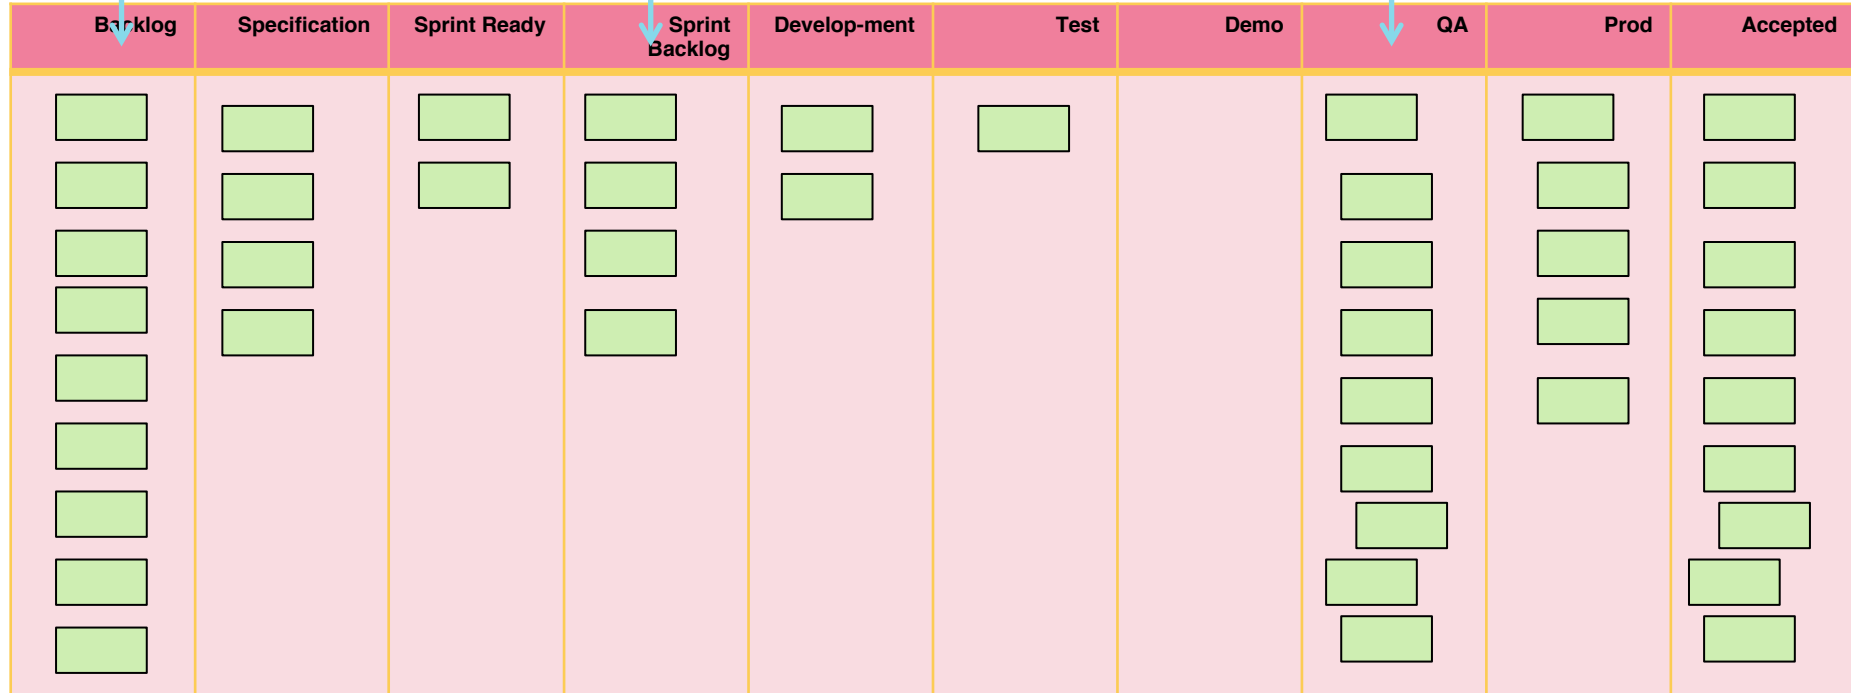 Backlog
Specification
Sprint Ready
Sprint
Backlog
Develop-ment
Test
Demo
QA
Prod
Accepted